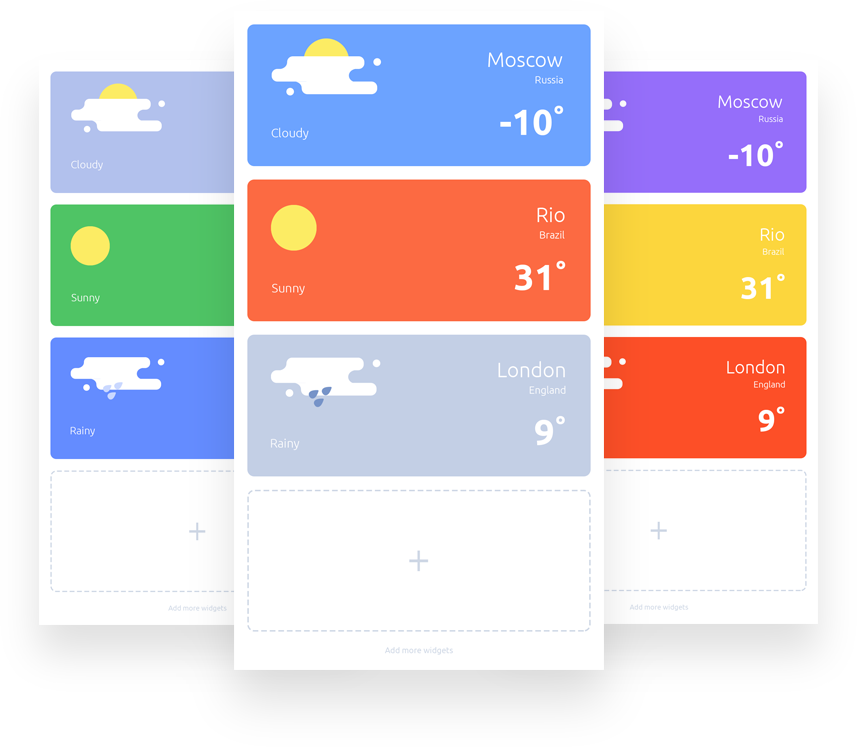 Cloudy
Sunny
Rainy
Add more widgets
Moscow
Russia
-10°
Cloudy
Rio
Brazil
31°
Sunny
London
England
9°
Rainy
Add more widgets
Moscow
Russia
-10°
Rio
Brazil
31°
London
England
9°
Add more widgets